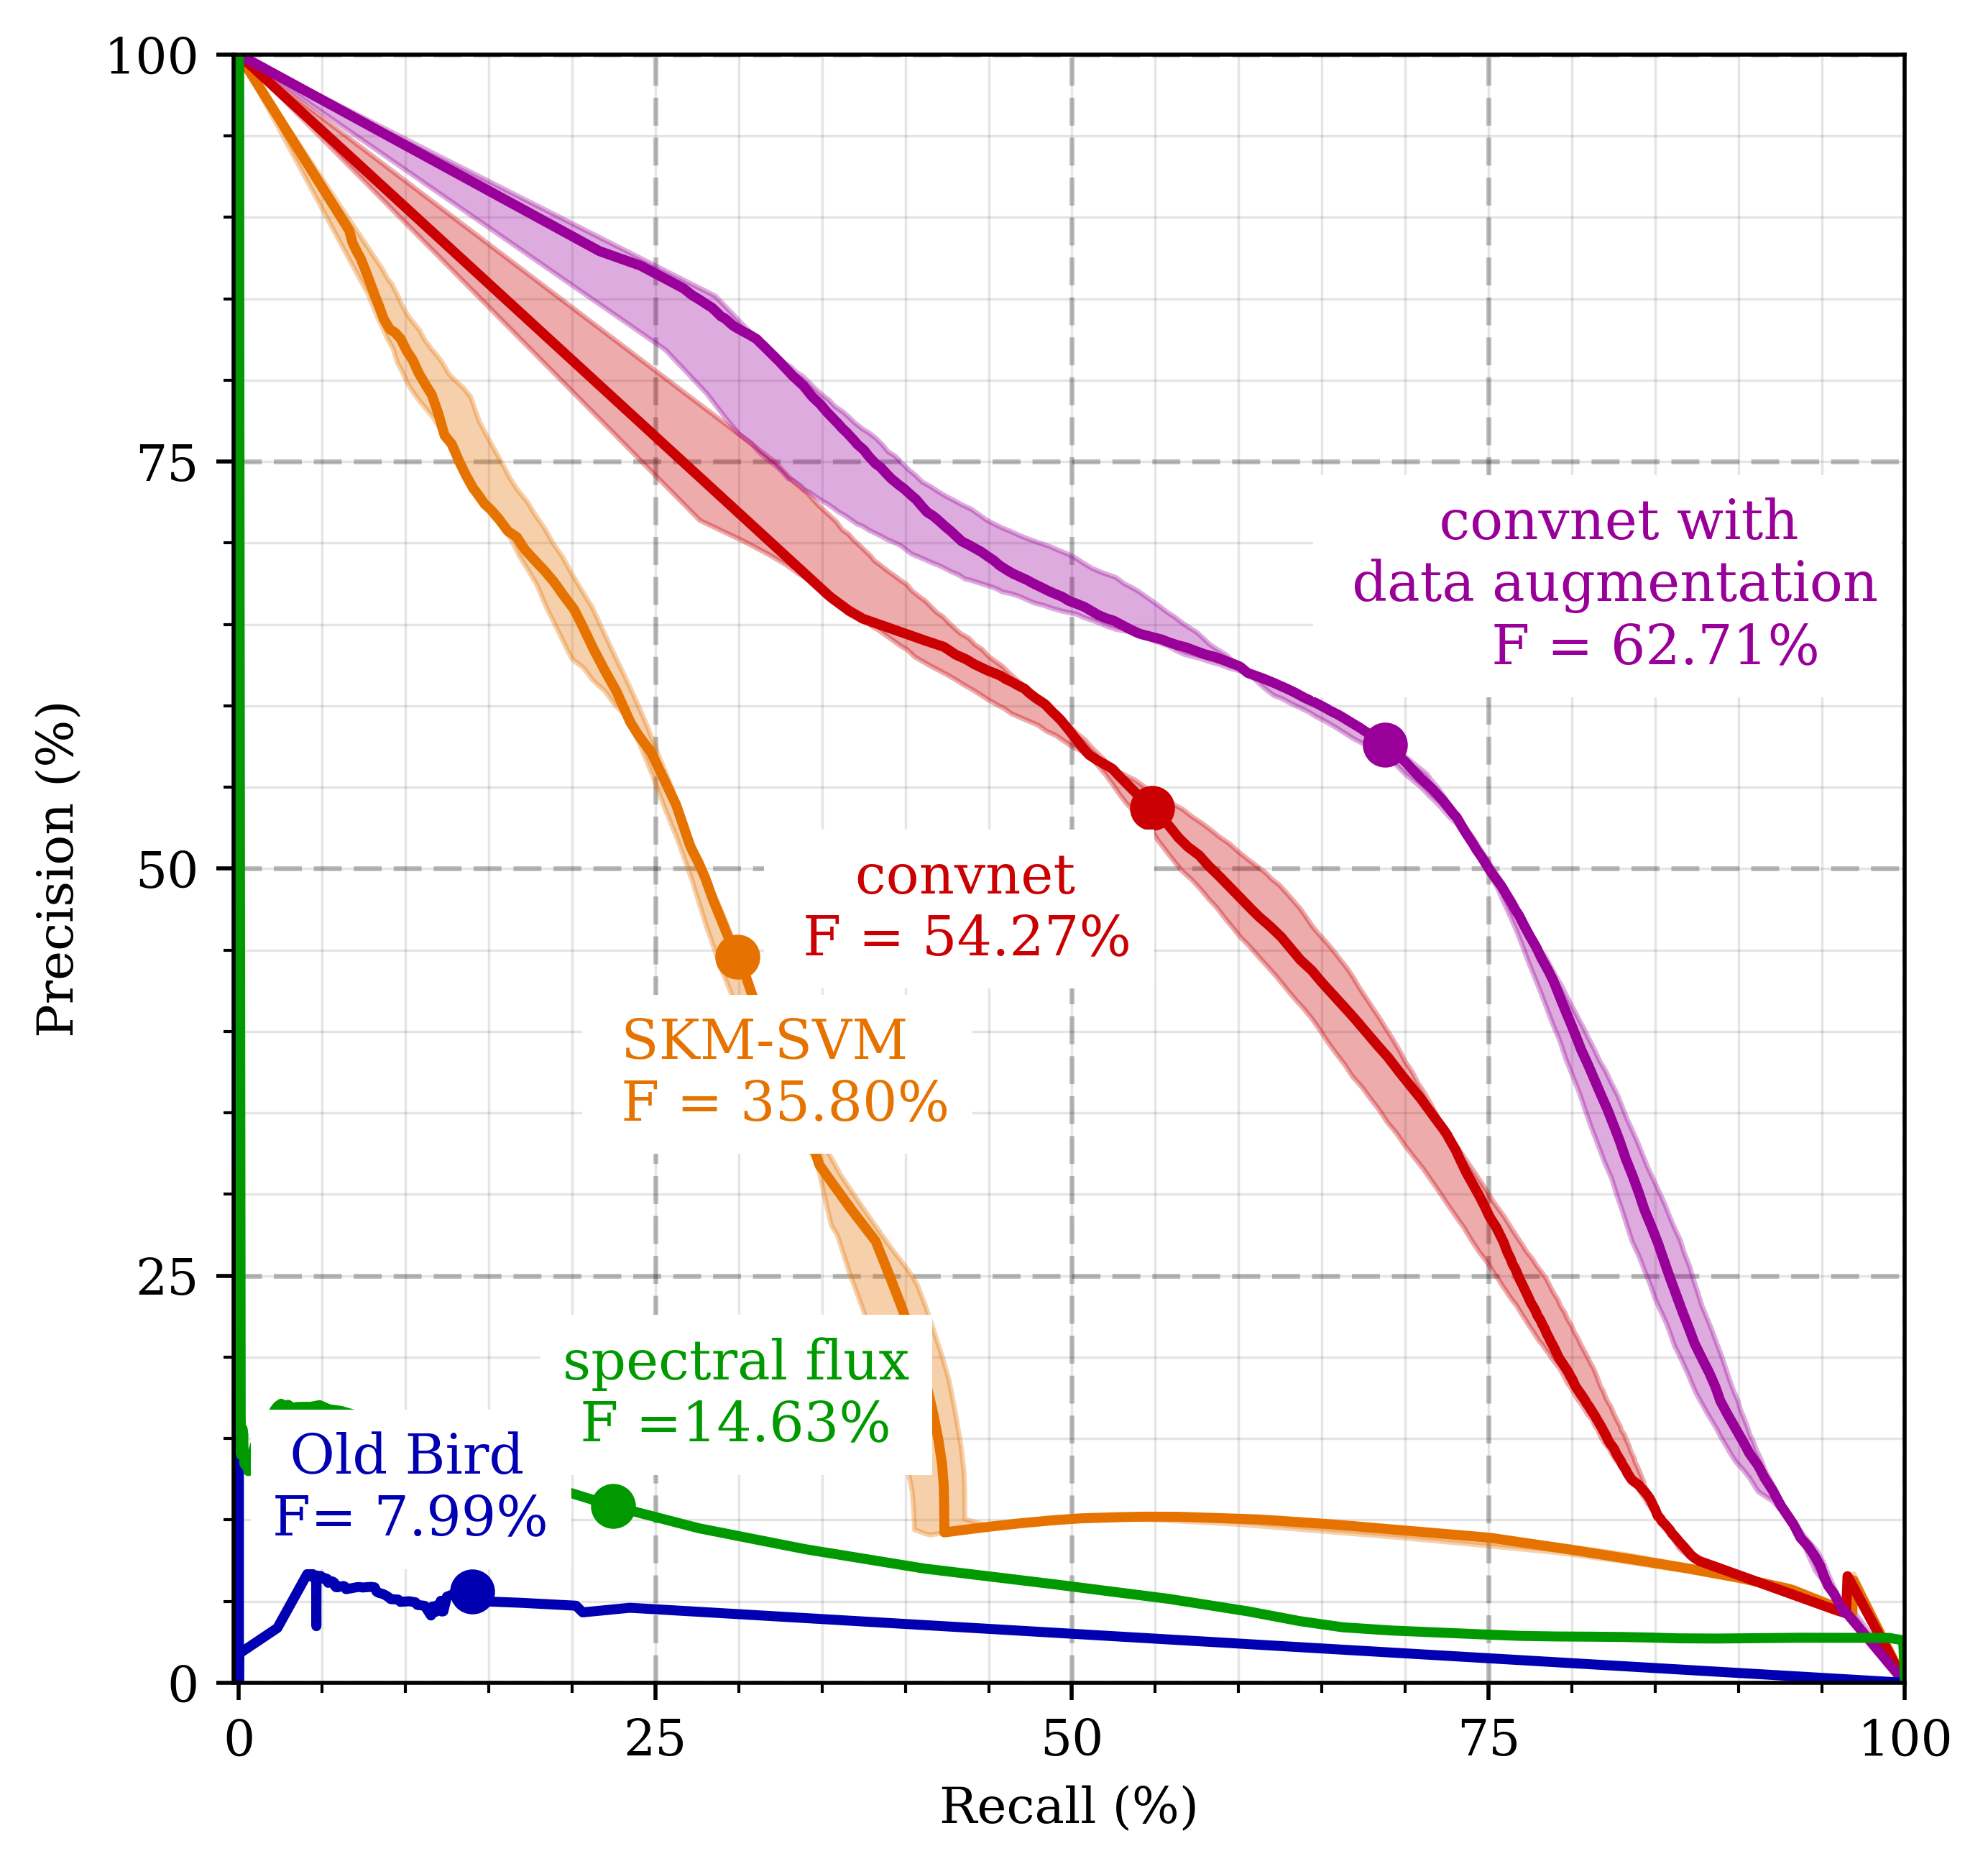 100
75
50
25
0
Precision (%)
convnet with
data augmentation
F = 62.71%
convnet
F = 54.27%
SKM-SVM
F = 35.80%
spectral flux
F =14.63%
Old Bird
F= 7.99%
0 25 50 75 100
Recall (%)